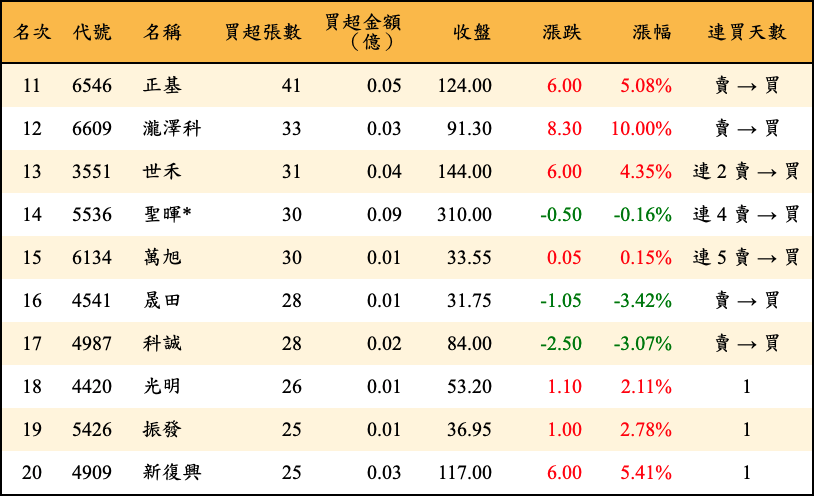 名次 代號 名稱 買超張數 買超金額（億） 收盤 漲跌 漲幅 連買天數
11 6546 正基 41 0.05 124.00 6.00 5.08% 賣 → 買
12 6609 瀧澤科 33 0.03 91.30 8.30 10.00% 賣 → 買
13 3551 世禾 31 0.04 144.00 6.00 4.35% 連 2 賣 → 買
14 5536 聖暉* 30 0.09 310.00 -0.50 -0.16% 連 4 賣 → 買
15 6134 萬旭 30 0.01 33.55 0.05 0.15% 連 5 賣 → 買
16 4541 晟田 28 0.01 31.75 -1.05 -3.42% 賣 → 買
17 4987 科誠 28 0.02 84.00 -2.50 -3.07% 賣 → 買
18 4420 光明 26 0.01 53.20 1.10 2.11% 1
19 5426 振發 25 0.01 36.95 1.00 2.78% 1
20 4909 新復興 25 0.03 117.00 6.00 5.41% 1